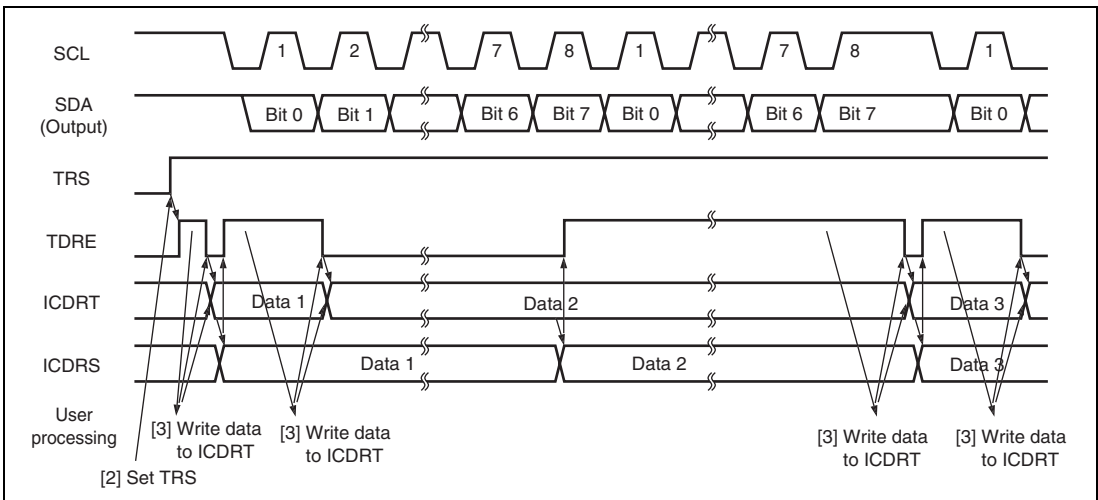 SCL 1 2 7 8 1 7 8 1
SDA
(Output)
Bit 0 Bit 1 Bit 6 Bit 7 Bit 0 Bit 6 Bit 7 Bit 0
TRS
TDRE
ICDRT Data 1 Data 2 Data 3
ICDRS Data 1 Data 2 Data 3
User
processing
[3] Write data
to ICDRT
[3] Write data
to ICDRT
[3] Write data
to ICDRT
[3] Write data
to ICDRT
[2] Set TRS